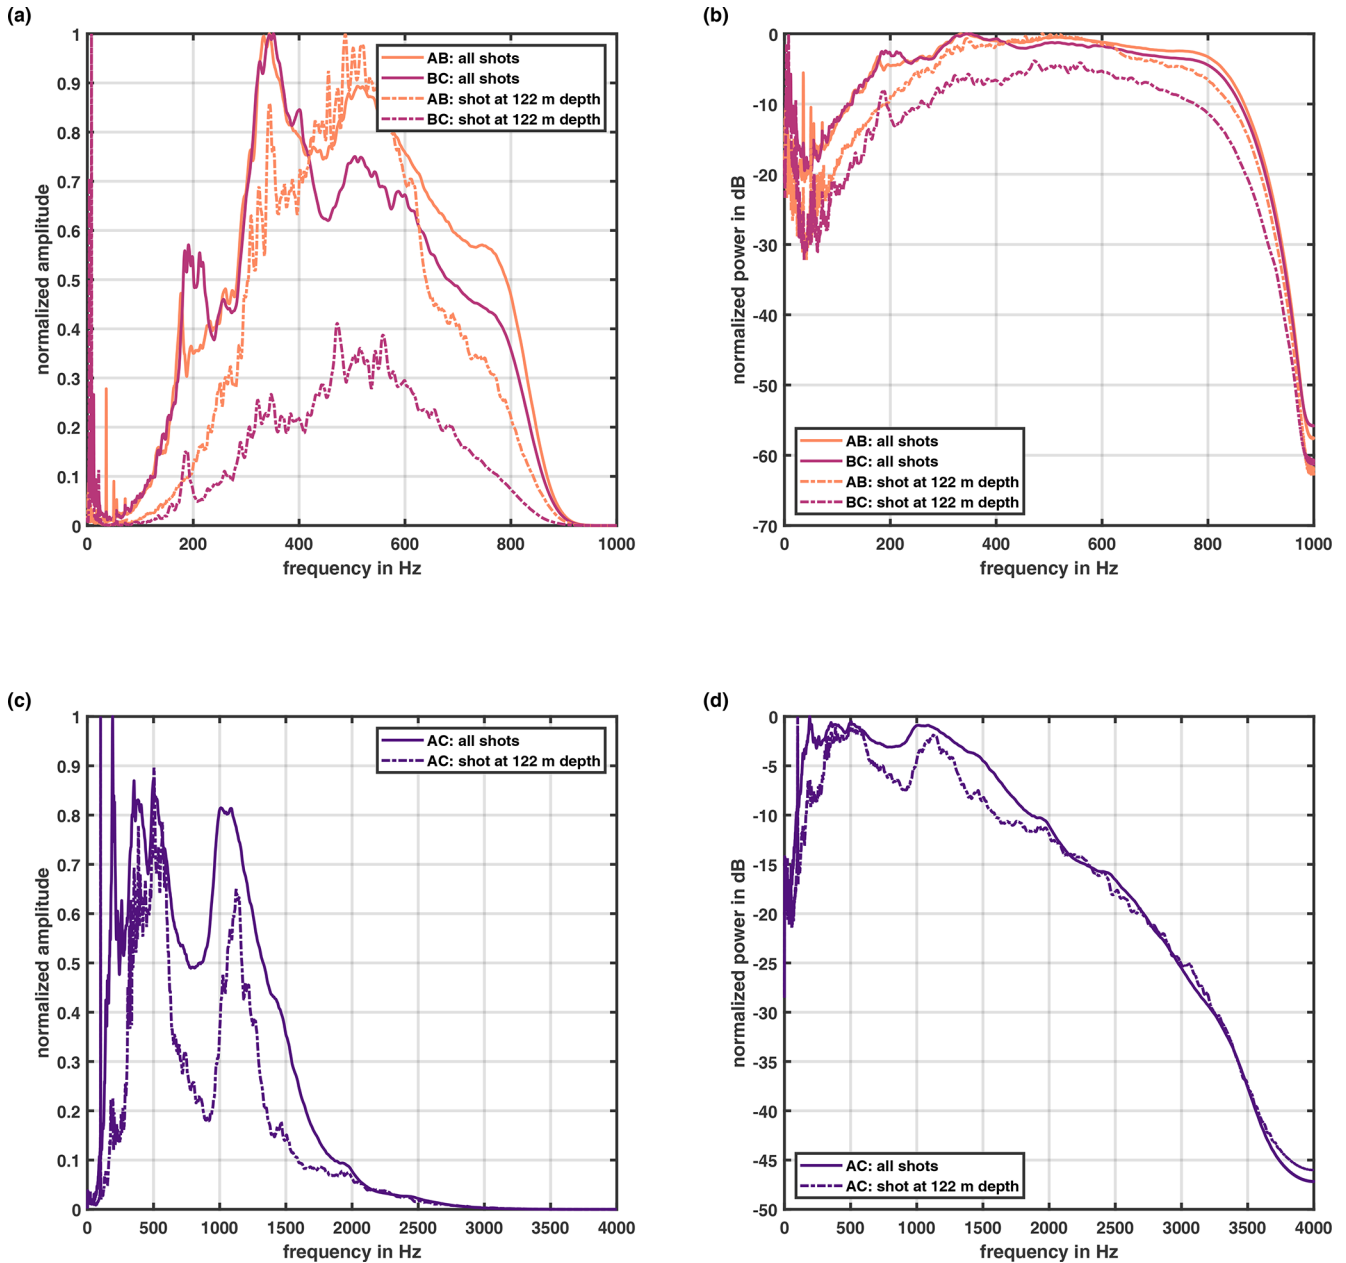 (a)
1
0.9
0.8
0.7
0.6
0.5
0.4
0.3
0.2
0.1
0
normalized amplitude
AB: all shots
BC: all shots
AB: shot at 122 m depth
BC: shot at 122 m depth
0 200 400 600 800 1000
frequency in Hz
(b)
0
-10
-20
-30
-40
-50
-60
-70
normalized power in dB
AB: all shots
BC: all shots
AB: shot at 122 m depth
BC: shot at 122 m depth
0 200 400 600 800 1000
frequency in Hz
(c)
1
0.9
0.8
0.7
0.6
0.5
0.4
0.3
0.2
0.1
0
normalized amplitude
AC: all shots
AC: shot at 122 m depth
0 500 1000 1500 2000 2500 3000 3500 4000
frequency in Hz
(d)
0
-5
-10
-15
-20
-25
-30
-35
-40
-45
-50
normalized power in dB
AC: all shots
AC: shot at 122 m depth
0 500 1000 1500 2000 2500 3000 3500 4000
frequency in Hz